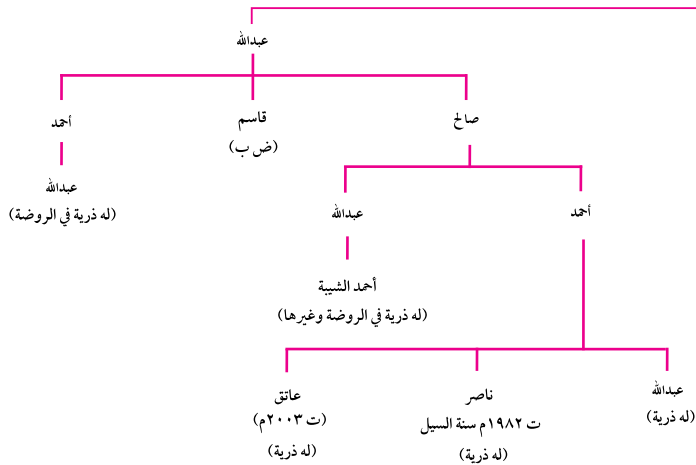 عبدالله
صالح
قاسم
(ض ب)
أحمد
عبدالله
(له ذرية في الروضة)
أحمد
عبدالله
أحمد الشيبة
(له ذرية في الروضة وغيرها)
عبدالله
(له ذرية)
ناصر
ت ١٩٨٢م سنة السيل
(له ذرية)
عاتق
(ت ٢٠٠٣م)
(له ذرية)